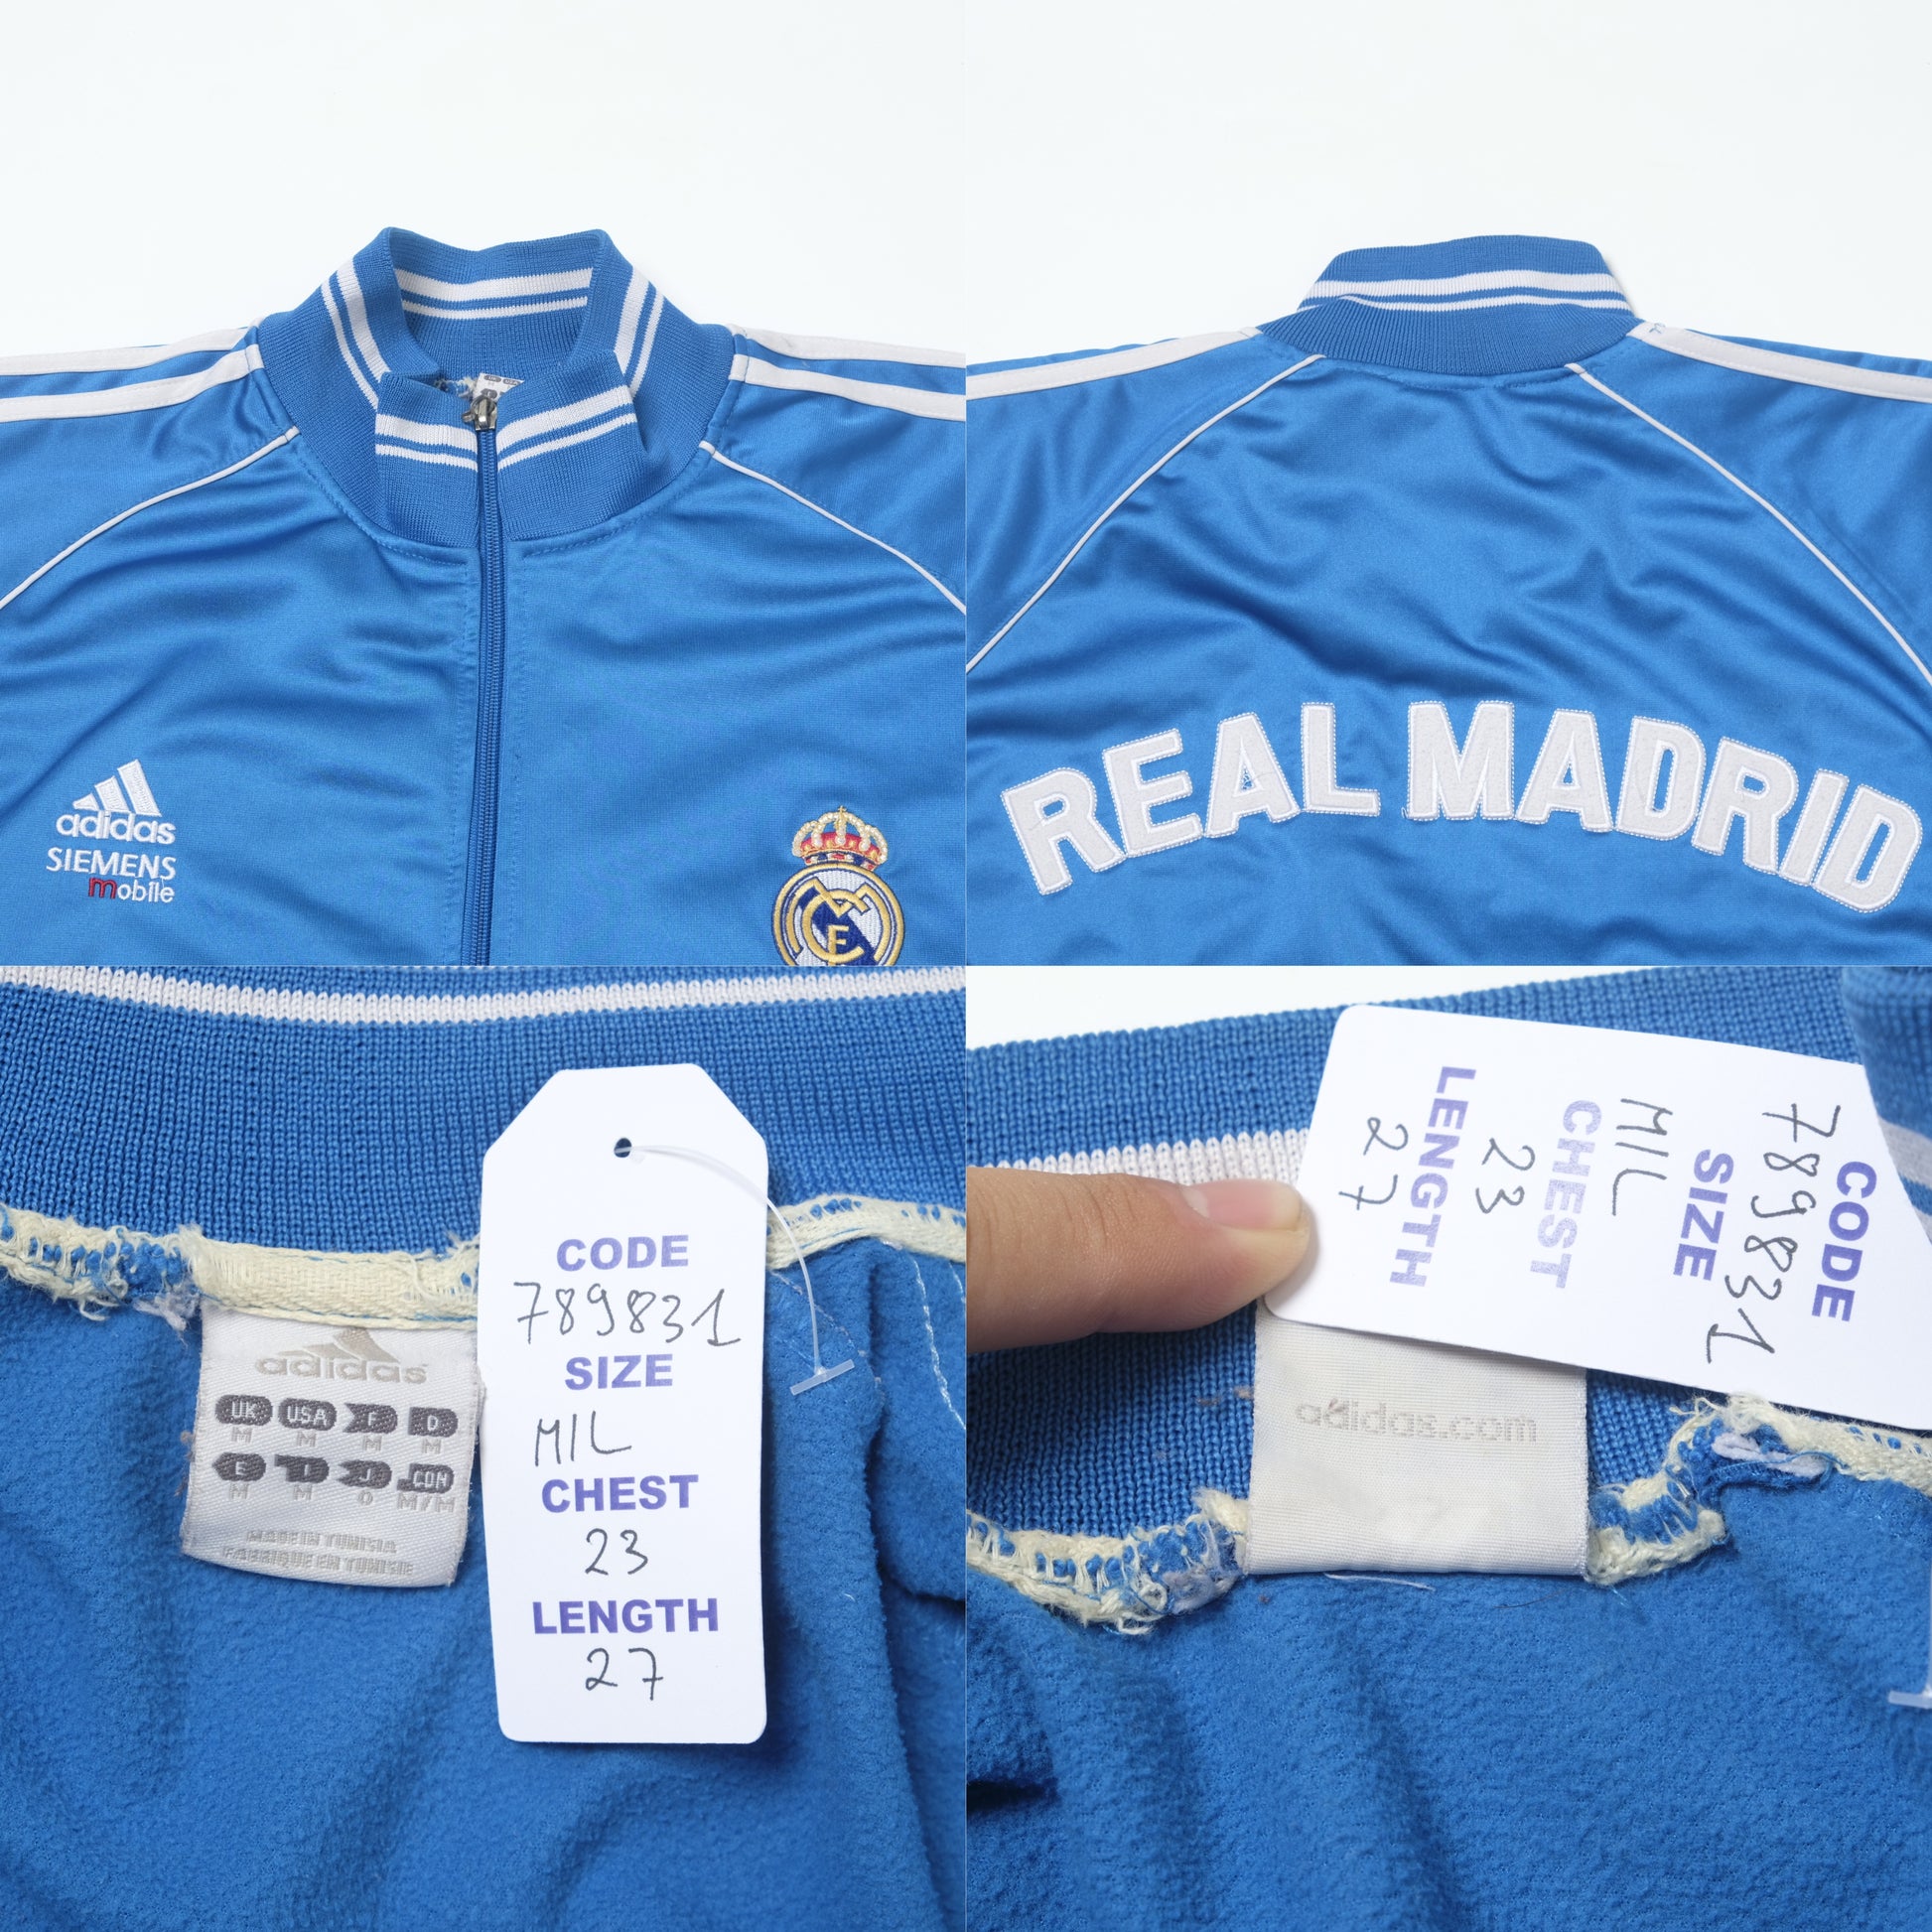 adidas
SIEMENS
mobile
REAL MADRID
adidas
UK USA F D
M M M M
E I J .COM
M M O M/M
MADE IN TUNISIA
FABRIQUE EN TUNISIE
CODE
789831
SIZE
M/L
CHEST
23
LENGTH
27
CODE
789831
SIZE
M/L
CHEST
23
LENGTH
27
adidas.com